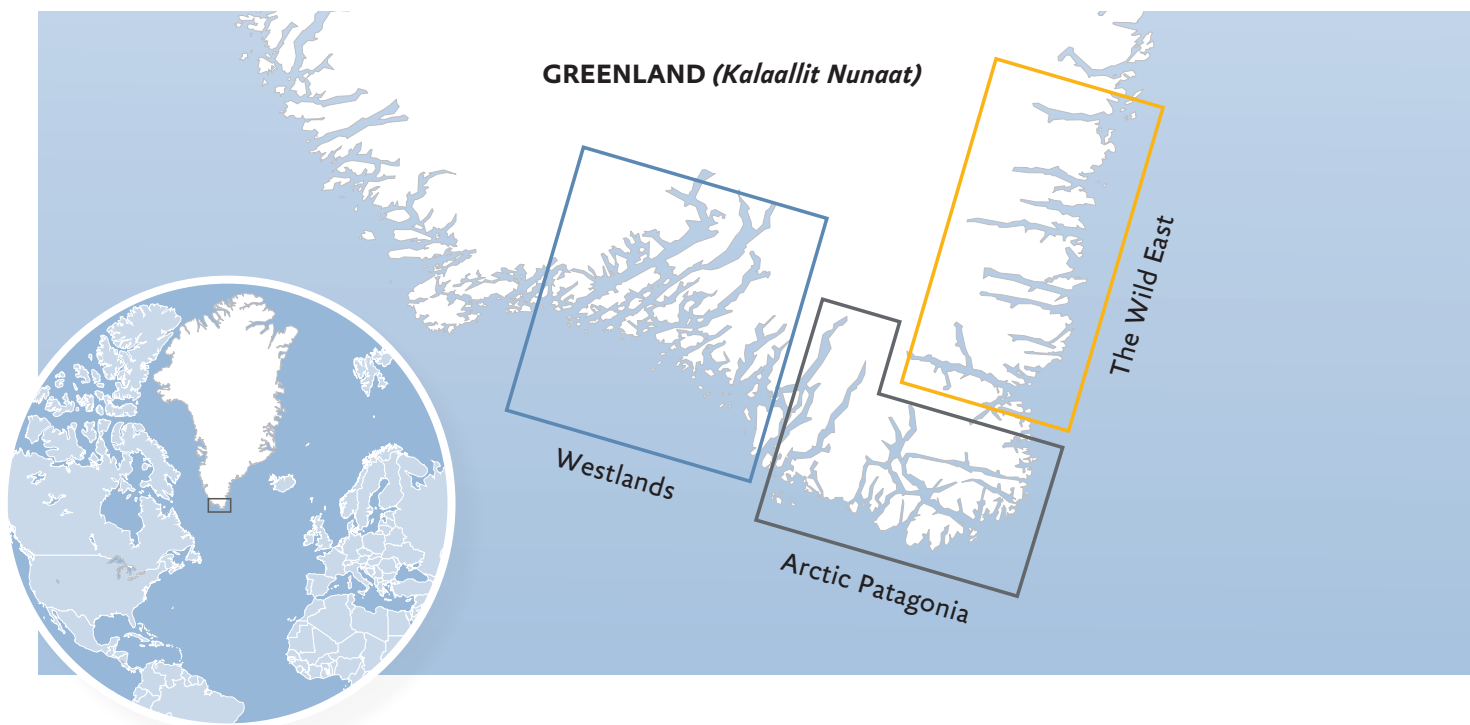 GREENLAND (Kalaallit Nunaat)
The Wild East
Westlands
Arctic Patagonia